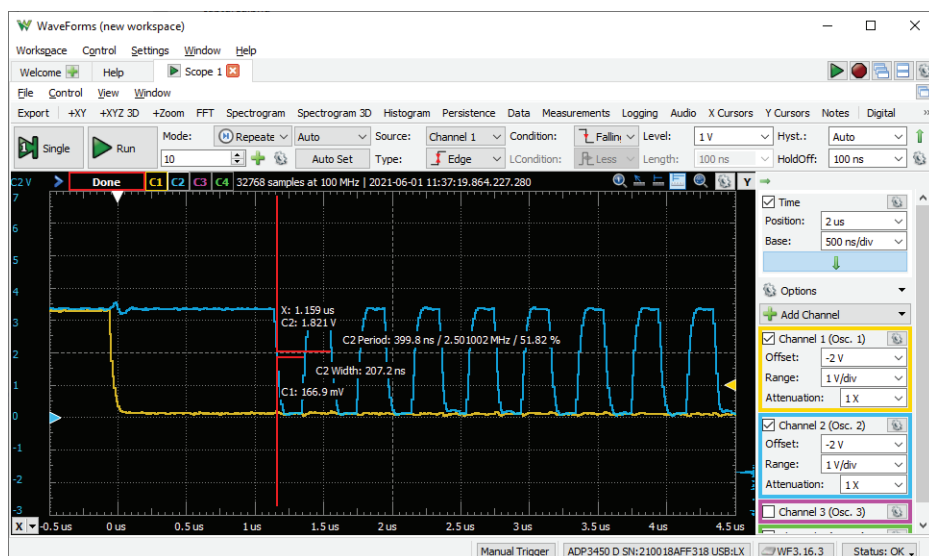 WaveForms (new workspace)
Workspace Control Settings Window Help
Welcome Help Scope 1
File Control View Window
Export +XY +XYZ 3D +Zoom FFT Spectrogram Spectrogram 3D Histogram Persistence Data Measurements Logging Audio X Cursors Y Cursors Notes Digital »
1 Single Run Mode: Repeate Auto Source: Channel 1 Condition: Falling Level: 1 V Hyst.: Auto
10 Auto Set Type: Edge LCondition: Less Length: 100 ns HoldOff: 100 ns
C2 V Done C1 C2 C3 C4 32768 samples at 100 MHz | 2021-06-01 11:37:19.864.227.280 Y
7
6
5
4
3
2
1
0
-1
-2
-3
X: 1.159 us
C2: 1.821 V
C2 Period: 399.8 ns / 2.501002 MHz / 51.82 %
C2 Width: 207.2 ns
C1: 166.9 mV
X -0.5 us 0 us 0.5 us 1 us 1.5 us 2 us 2.5 us 3 us 3.5 us 4 us 4.5 us
Time
Position: 2 us
Base: 500 ns/div
Options
Add Channel
Channel 1 (Osc. 1)
Offset: -2 V
Range: 1 V/div
Attenuation: 1 X
Channel 2 (Osc. 2)
Offset: -2 V
Range: 1 V/div
Attenuation: 1 X
Channel 3 (Osc. 3)
Manual Trigger ADP3450 D SN:210018AFF318 USB:LX WF3.16.3 Status: OK